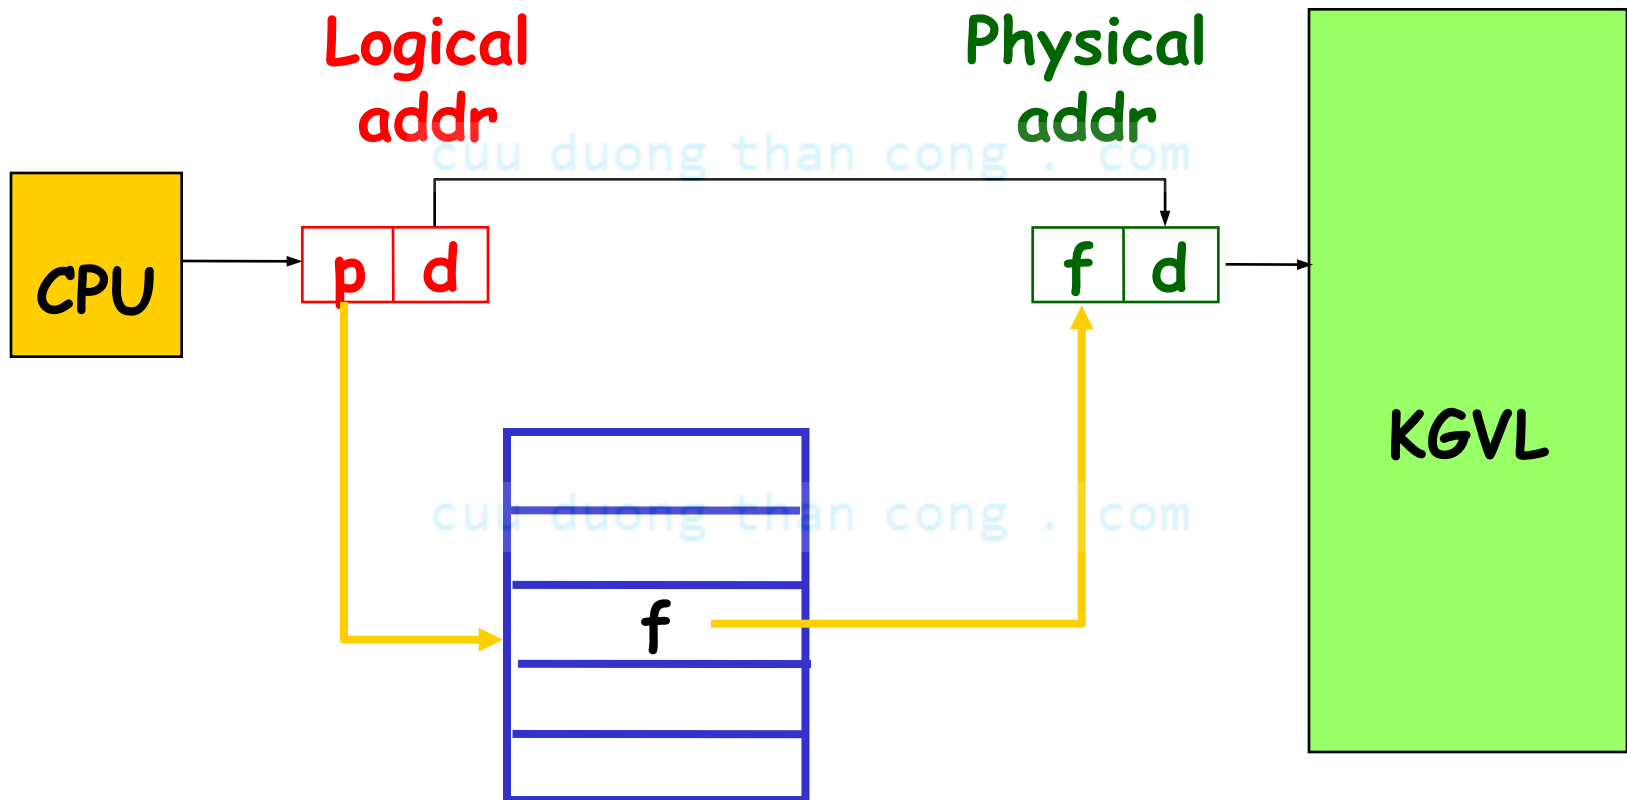 Logical
addr
Physical
addr
cuu duong than cong . com
CPU
p d
f d
KGVL
cuu duong than cong . com
f